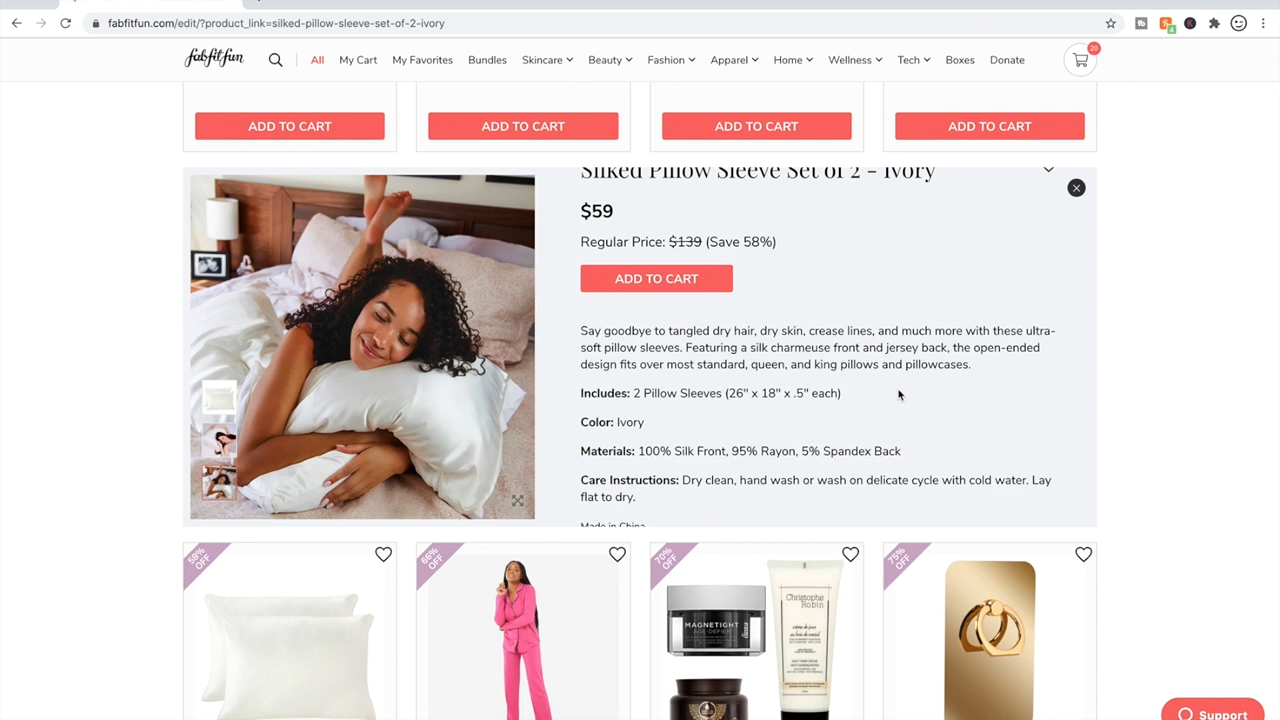 fabfitfun.com/edit/?product_link=silked-pillow-sleeve-set-of-2-ivory
fabfitfun
All My Cart My Favorites Bundles Skincare Beauty Fashion Apparel Home Wellness Tech Boxes Donate
20
ADD TO CART ADD TO CART ADD TO CART ADD TO CART
Silked Pillow Sleeve Set of 2 - Ivory
$59
Regular Price: $139 (Save 58%)
ADD TO CART
Say goodbye to tangled dry hair, dry skin, crease lines, and much more with these ultra-
soft pillow sleeves. Featuring a silk charmeuse front and jersey back, the open-ended
design fits over most standard, queen, and king pillows and pillowcases.
Includes: 2 Pillow Sleeves (26" x 18" x .5" each)
Color: Ivory
Materials: 100% Silk Front, 95% Rayon, 5% Spandex Back
Care Instructions: Dry clean, hand wash or wash on delicate cycle with cold water. Lay
flat to dry.
Made in China
58% OFF
66% OFF
70% OFF
75% OFF
MAGNETIGHT
AGE-DEFIER
Christophe
Robin
Support